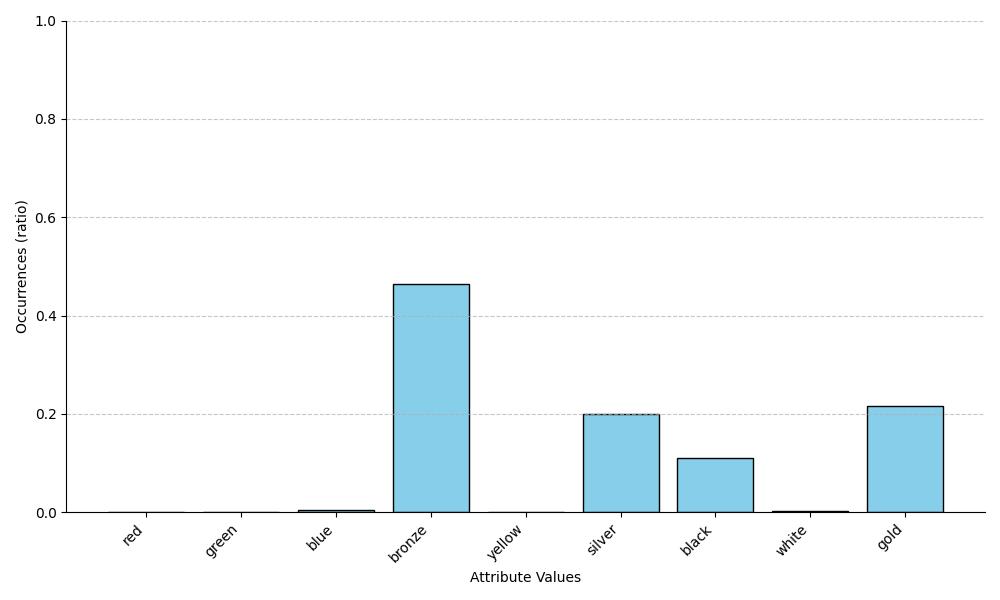 1.0
0.8
0.6
0.4
0.2
0.0
Occurrences (ratio)
red
green
blue
bronze
yellow
silver
black
white
gold
Attribute Values